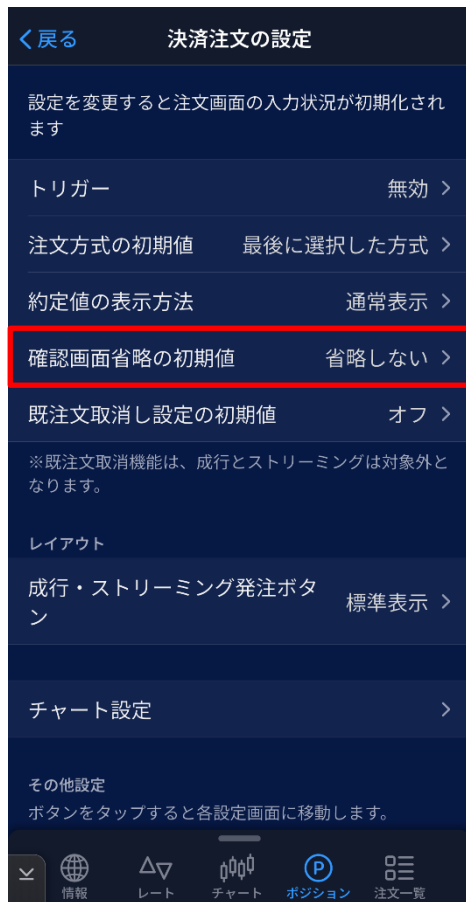 戻る
決済注文の設定
設定を変更すると注文画面の入力状況が初期化され
ます
トリガー 無効
注文方式の初期値 最後に選択した方式
約定値の表示方法 通常表示
確認画面省略の初期値 省略しない
既注文取消し設定の初期値 オフ
※既注文取消機能は、成行とストリーミングは対象外と
なります。
レイアウト
成行・ストリーミング発注ボタ
ン
標準表示
チャート設定
その他設定
ボタンをタップすると各設定画面に移動します。
P
情報 レート チャート ポジション 注文一覧